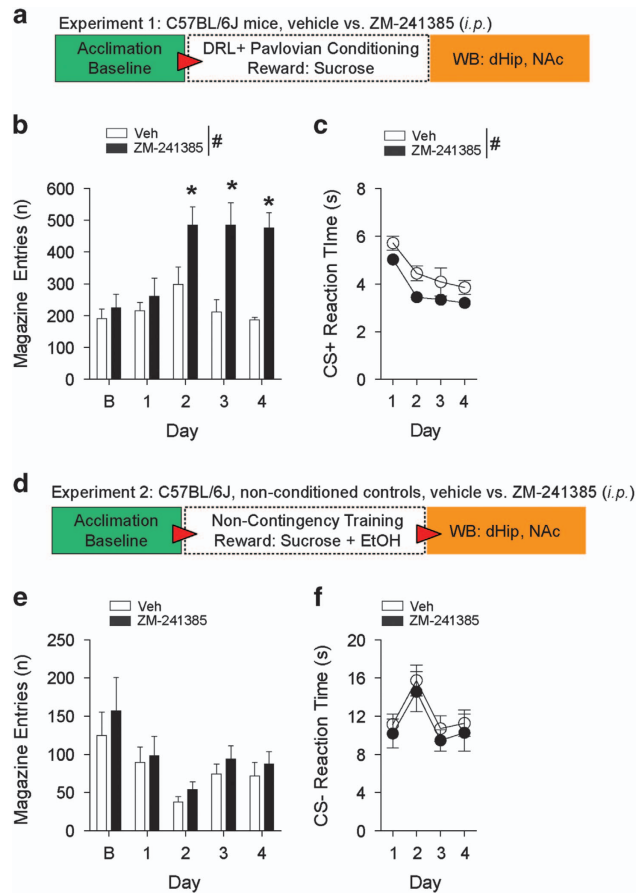 a
Experiment 1: C57BL/6J mice, vehicle vs. ZM-241385 (i.p.)
Acclimation
Baseline
DRL+ Pavlovian Conditioning
Reward: Sucrose
WB: dHip, NAc
b
Veh
ZM-241385
#
Magazine Entries (n)
600
500
400
300
200
100
0
* * *
B 1 2 3 4
Day
c
Veh
ZM-241385
#
CS+ Reaction TIme (s)
8
6
4
2
0
1 2 3 4
Day
d
Experiment 2: C57BL/6J, non-conditioned controls, vehicle vs. ZM-241385 (i.p.)
Acclimation
Baseline
Non-Contingency Training
Reward: Sucrose + EtOH
WB: dHip, NAc
e
Veh
ZM-241385
Magazine Entries (n)
250
200
150
100
50
0
B 1 2 3 4
Day
f
Veh
ZM-241385
CS- Reaction Time (s)
20
16
12
8
4
0
1 2 3 4
Day